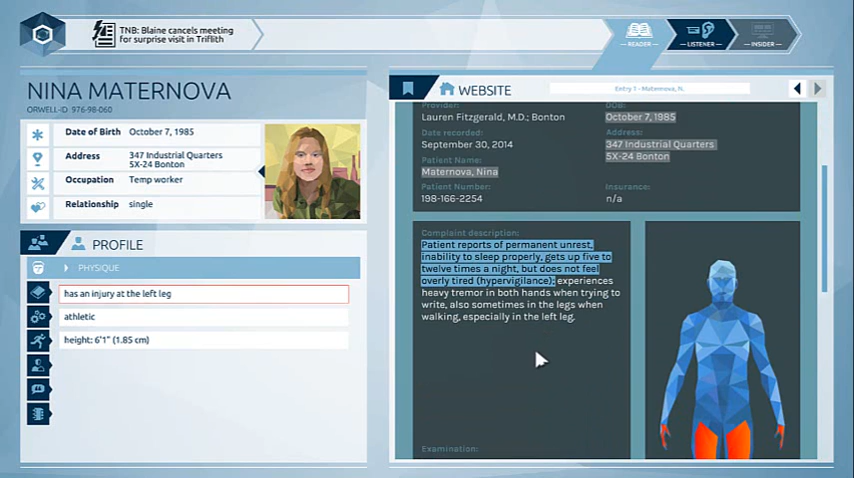 TNB: Blaine cancels meeting
for surprise visit in Triflith
READER
LISTENER
INSIDER
NINA MATERNOVA
ORWELL-ID 976-98-060
Date of Birth October 7, 1985
Address 347 Industrial Quarters
5X-24 Bonton
Occupation Temp worker
Relationship single
PROFILE
PHYSIQUE
has an injury at the left leg
athletic
height: 6'1" (1.85 cm)
WEBSITE
Entry 1 - Maternova, N.
Provider: DOB:
Lauren Fitzgerald, M.D.; Bonton October 7, 1985
Date recorded: Address:
September 30, 2014 347 Industrial Quarters
5X-24 Bonton
Patient Name:
Maternova, Nina
Patient Number: Insurance:
198-166-2254 n/a
Complaint description:
Patient reports of permanent unrest,
inability to sleep properly, gets up five to
twelve times a night, but does not feel
overly tired (hypervigilance); experiences
heavy tremor in both hands when trying to
write, also sometimes in the legs when
walking, especially in the left leg.
Examination: